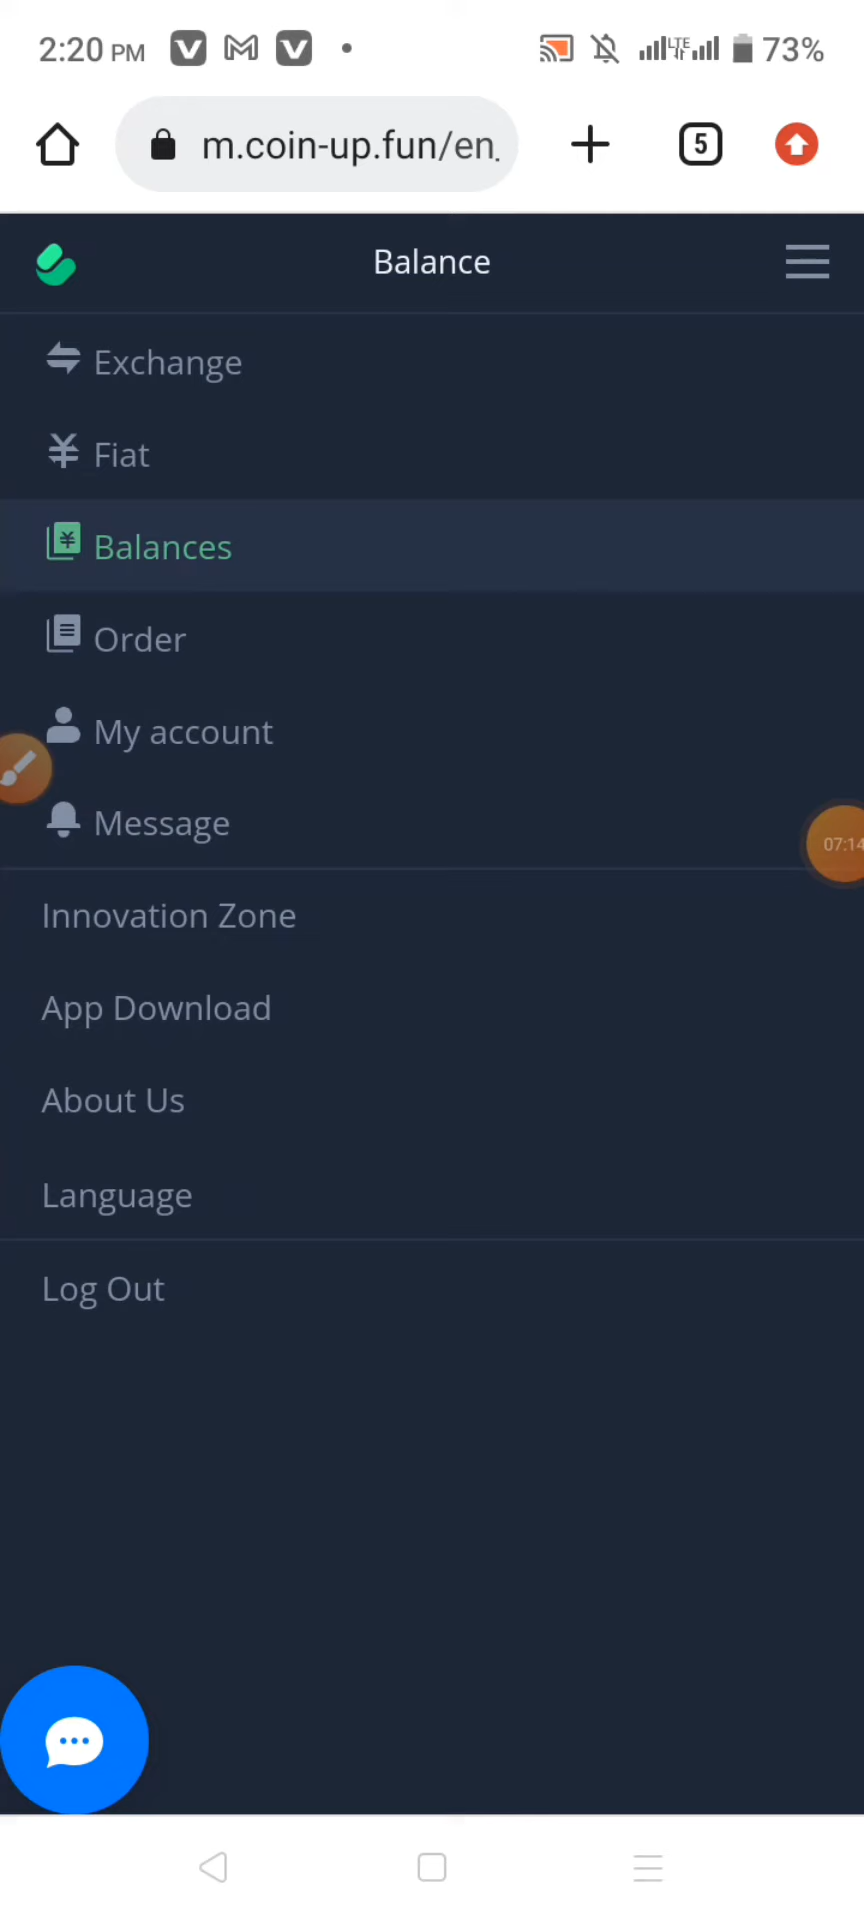 2:20 PM
73%
m.coin-up.fun/en_
5
Balance
Exchange
Fiat
Balances
Order
My account
Message
07:14
Innovation Zone
App Download
About Us
Language
Log Out